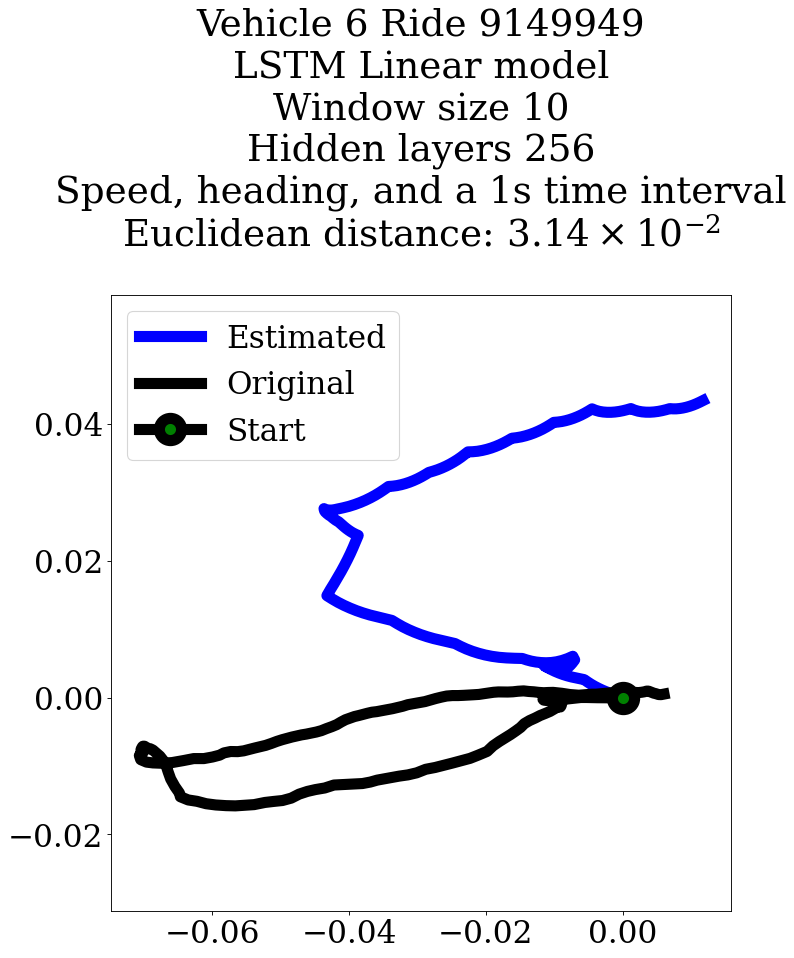 Vehicle 6 Ride 9149949
LSTM Linear model
Window size 10
Hidden layers 256
Speed, heading, and a 1s time interval
Euclidean distance: 3.14 × 10⁻²
Estimated
Original
Start
0.04
0.02
0.00
−0.02
−0.06 −0.04 −0.02 0.00